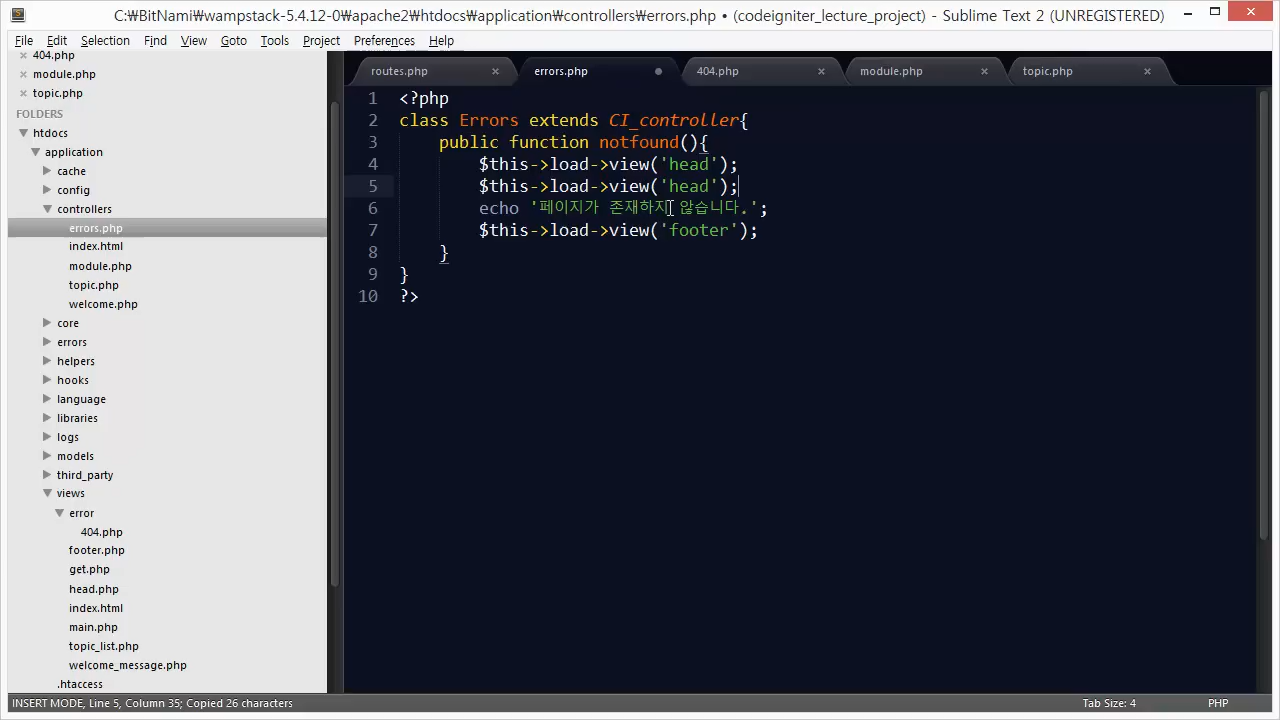 C:₩BitNami₩wampstack-5.4.12-0₩apache2₩htdocs₩application₩controllers₩errors.php • (codeigniter_lecture_project) - Sublime Text 2 (UNREGISTERED)
File Edit Selection Find View Goto Tools Project Preferences Help
404.php
module.php
topic.php
FOLDERS
htdocs
application
cache
config
controllers
errors.php
index.html
module.php
topic.php
welcome.php
core
errors
helpers
hooks
language
libraries
logs
models
third_party
views
error
404.php
footer.php
get.php
head.php
index.html
main.php
topic_list.php
welcome_message.php
.htaccess
routes.php errors.php 404.php module.php topic.php
1 <?php
2 class Errors extends CI_controller{
3 public function notfound(){
4 $this->load->view('head');
5 $this->load->view('head');
6 echo '페이지가 존재하지 않습니다.';
7 $this->load->view('footer');
8 }
9 }
10 ?>
INSERT MODE, Line 5, Column 35; Copied 26 characters
Tab Size: 4 PHP